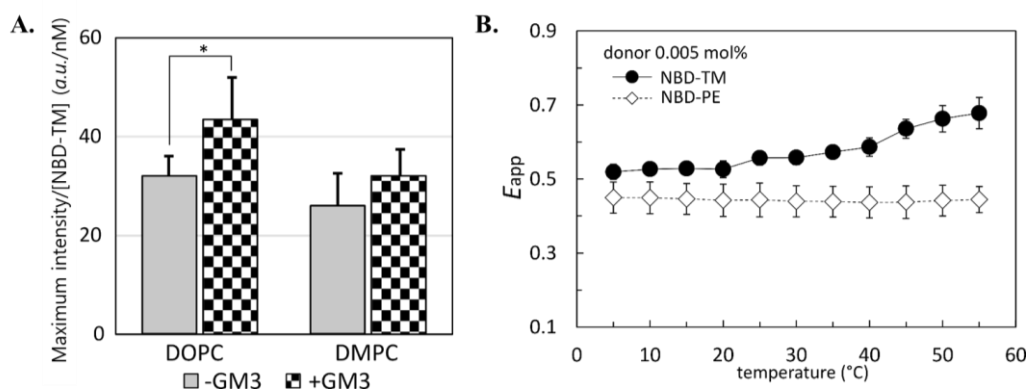 A.
Maximum intensity/[NBD-TM] (a.u./nM)
60
40
20
0
*
DOPC
DMPC
-GM3
+GM3
B.
Eapp
0.9
0.7
0.5
0.3
0.1
donor 0.005 mol%
NBD-TM
NBD-PE
0 10 20 30 40 50 60
temperature (°C)